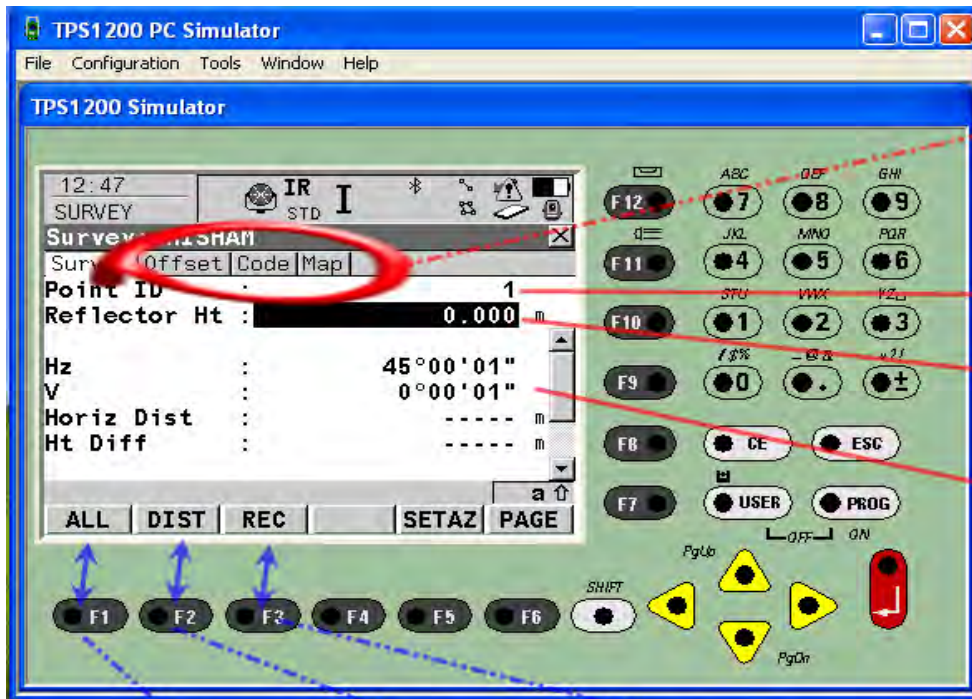 TPS1200 PC Simulator
File Configuration Tools Window Help
TPS1200 Simulator
12:47
SURVEY
IR
STD
I
HISHAM
Offset Code Map
Point ID : 1
Reflector Ht : 0.000 m
Hz : 45°00'01"
V : 0°00'01"
Horiz Dist : ----- m
Ht Diff : ----- m
a
ALL DIST REC SETAZ PAGE
F1 F2 F3 F4 F5 F6
SHIFT
F12 ABC 7 DEF 8 GHI 9
F11 JKL 4 MNO 5 PQR 6
F10 STU 1 VWX 2 YZ 3
F9 /$% 0 _@& . ± 
F8 CE ESC
F7 USER PROG
OFF ON
PgUp
PgDn